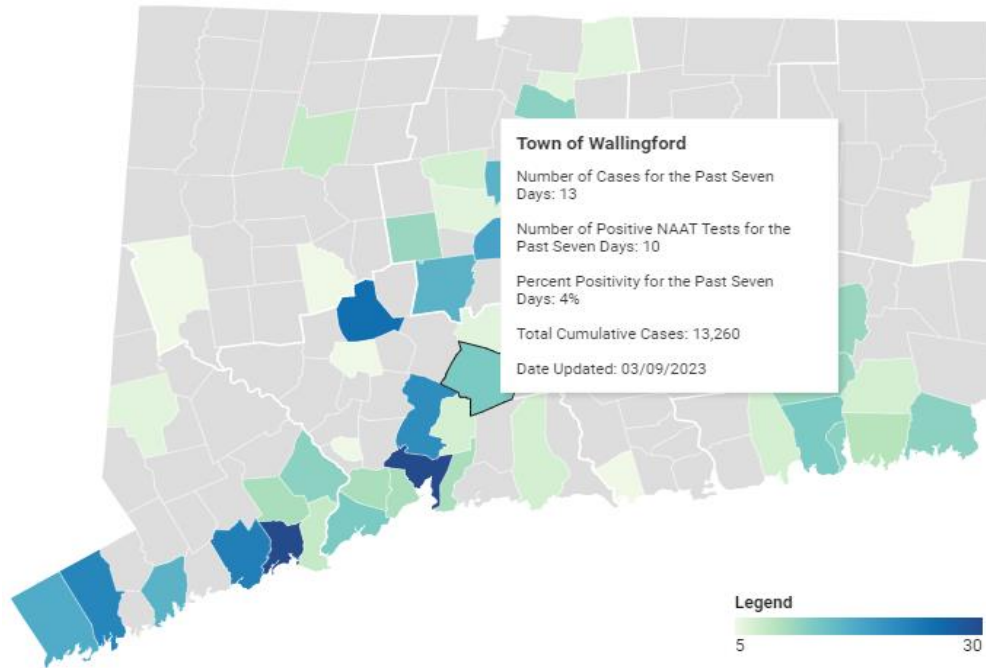 Town of Wallingford
Number of Cases for the Past Seven
Days: 13
Number of Positive NAAT Tests for the
Past Seven Days: 10
Percent Positivity for the Past Seven
Days: 4%
Total Cumulative Cases: 13,260
Date Updated: 03/09/2023
Legend
5
30